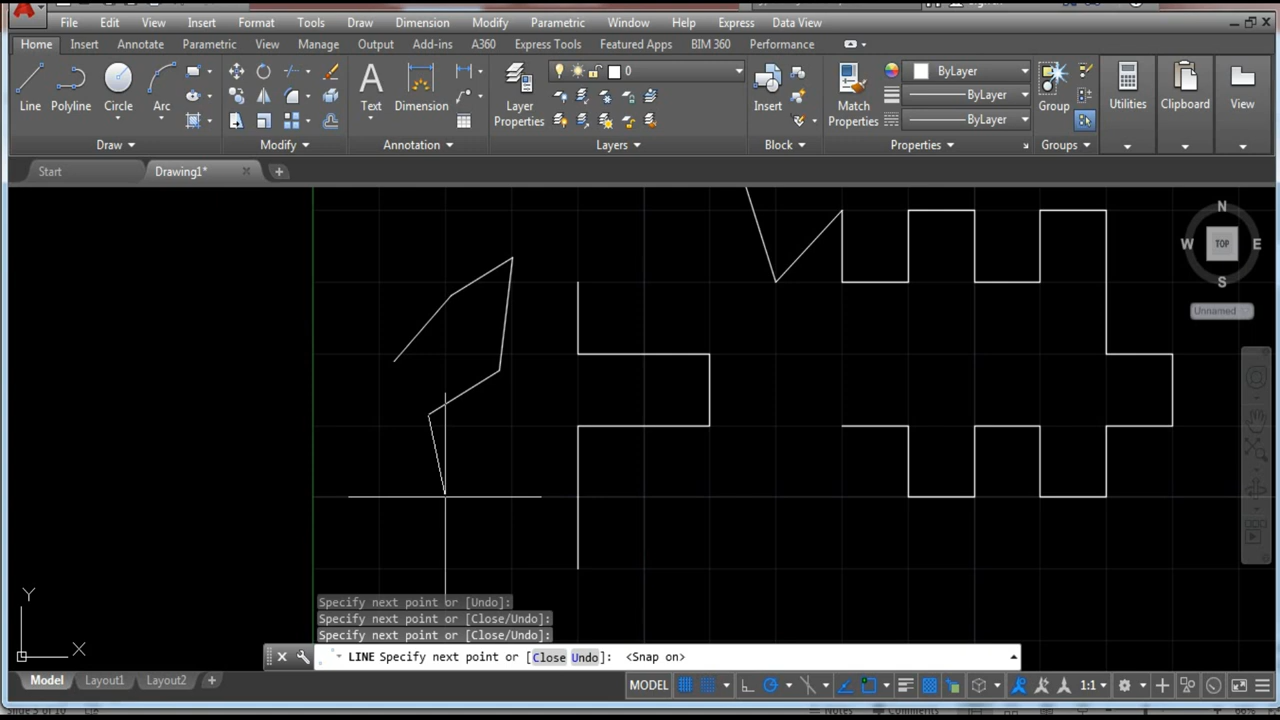 File Edit View Insert Format Tools Draw Dimension Modify Parametric Window Help Express Data View
Home Insert Annotate Parametric View Manage Output Add-ins A360 Express Tools Featured Apps BIM 360 Performance
Line Polyline Circle Arc
Text Dimension
Layer Properties
0
Insert
Match Properties
ByLayer
ByLayer
ByLayer
Group
Utilities
Clipboard
View
Draw Modify Annotation Layers Block Properties Groups
Start Drawing1*
N
W TOP E
S
Unnamed
Y
X
Specify next point or [Undo]:
Specify next point or [Close/Undo]:
Specify next point or [Close/Undo]:
LINE Specify next point or [Close Undo]: <Snap on>
Model Layout1 Layout2 +
MODEL 1:1